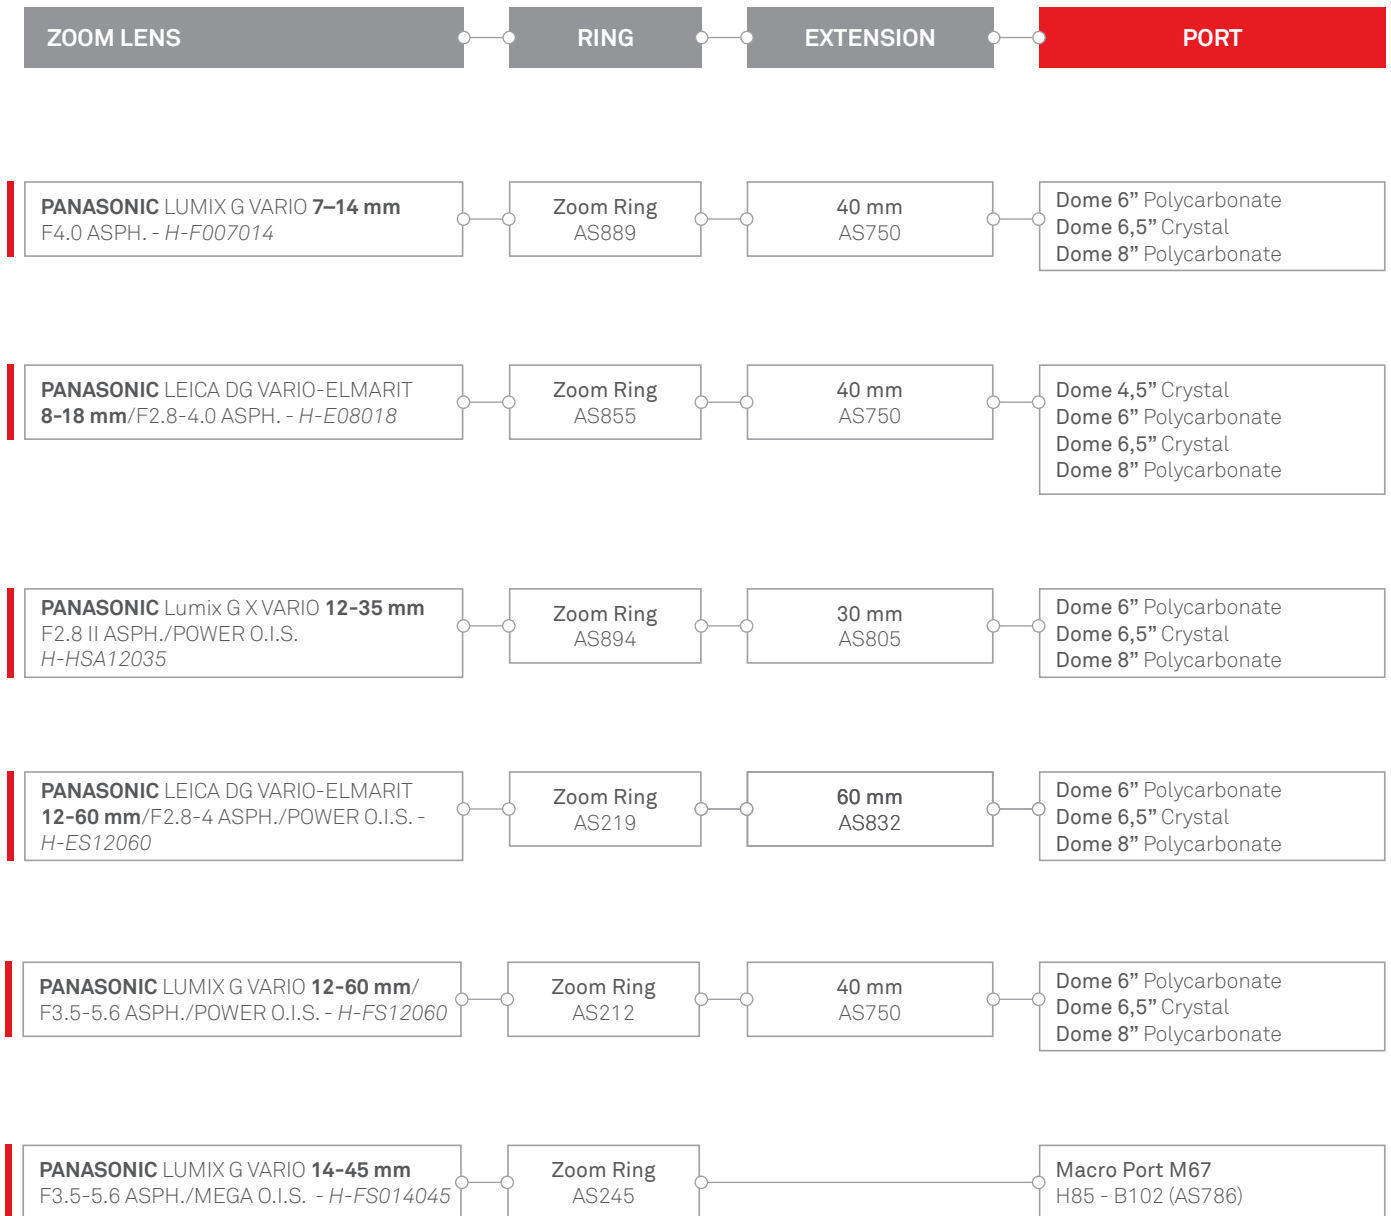 ZOOM LENS RING EXTENSION PORT
PANASONIC LUMIX G VARIO 7–14 mm
F4.0 ASPH. - H-F007014
Zoom Ring
AS889
40 mm
AS750
Dome 6” Polycarbonate
Dome 6,5” Crystal
Dome 8” Polycarbonate
PANASONIC LEICA DG VARIO-ELMARIT
8-18 mm/F2.8-4.0 ASPH. - H-E08018
Zoom Ring
AS855
40 mm
AS750
Dome 4,5” Crystal
Dome 6” Polycarbonate
Dome 6,5” Crystal
Dome 8” Polycarbonate
PANASONIC Lumix G X VARIO 12-35 mm
F2.8 II ASPH./POWER O.I.S.
H-HSA12035
Zoom Ring
AS894
30 mm
AS805
Dome 6” Polycarbonate
Dome 6,5” Crystal
Dome 8” Polycarbonate
PANASONIC LEICA DG VARIO-ELMARIT
12-60 mm/F2.8-4 ASPH./POWER O.I.S. -
H-ES12060
Zoom Ring
AS219
60 mm
AS832
Dome 6” Polycarbonate
Dome 6,5” Crystal
Dome 8” Polycarbonate
PANASONIC LUMIX G VARIO 12-60 mm/
F3.5-5.6 ASPH./POWER O.I.S. - H-FS12060
Zoom Ring
AS212
40 mm
AS750
Dome 6” Polycarbonate
Dome 6,5” Crystal
Dome 8” Polycarbonate
PANASONIC LUMIX G VARIO 14-45 mm
F3.5-5.6 ASPH./MEGA O.I.S. - H-FS014045
Zoom Ring
AS245
Macro Port M67
H85 - B102 (AS786)